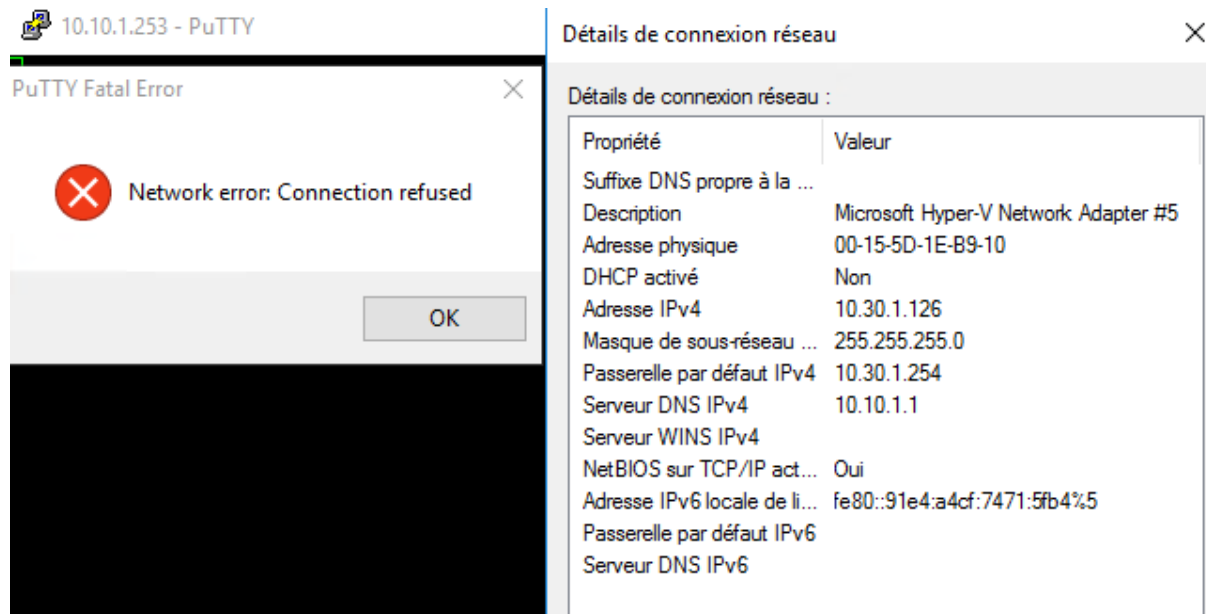 10.10.1.253 - PuTTY
PuTTY Fatal Error
Network error: Connection refused
OK
Détails de connexion réseau
Détails de connexion réseau :
Propriété Valeur
Suffixe DNS propre à la ...
Description Microsoft Hyper-V Network Adapter #5
Adresse physique 00-15-5D-1E-B9-10
DHCP activé Non
Adresse IPv4 10.30.1.126
Masque de sous-réseau ... 255.255.255.0
Passerelle par défaut IPv4 10.30.1.254
Serveur DNS IPv4 10.10.1.1
Serveur WINS IPv4
NetBIOS sur TCP/IP act... Oui
Adresse IPv6 locale de li... fe80::91e4:a4cf:7471:5fb4%5
Passerelle par défaut IPv6
Serveur DNS IPv6